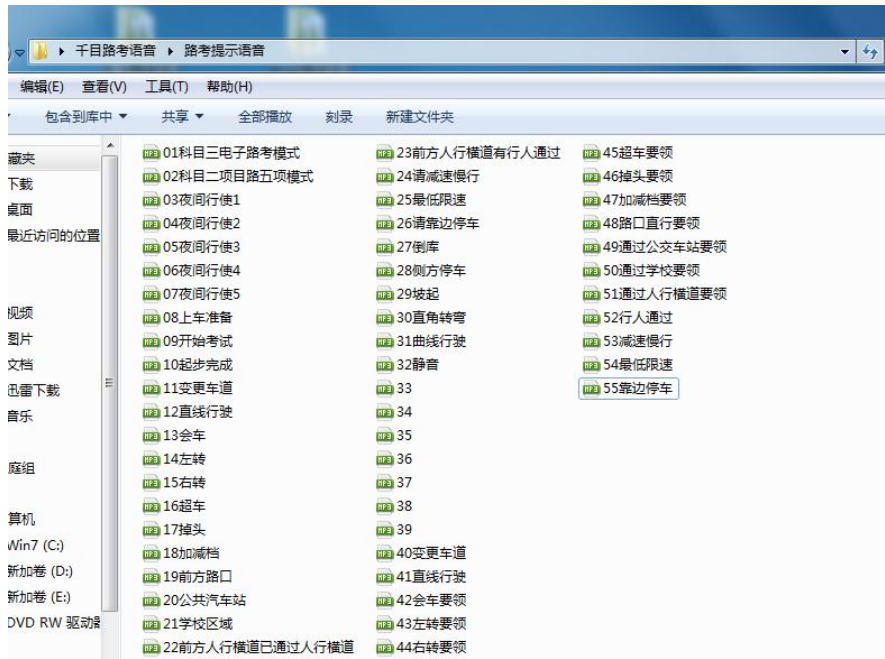 千目路考语音 ▸ 路考提示语音
编辑(E) 查看(V) 工具(T) 帮助(H)
包含到库中 共享 全部播放 刻录 新建文件夹
藏夹
下载
桌面
最近访问的位置
视频
图片
文档
迅雷下载
音乐
庭组
算机
Win7 (C:)
新加卷 (D:)
新加卷 (E:)
DVD RW 驱动器
01科目三电子路考模式
02科目二项目路五项模式
03夜间行使1
04夜间行使2
05夜间行使3
06夜间行使4
07夜间行使5
08上车准备
09开始考试
10起步完成
11变更车道
12直线行驶
13会车
14左转
15右转
16超车
17掉头
18加减档
19前方路口
20公共汽车站
21学校区域
22前方人行横道已通过人行横道
23前方人行横道有行人通过
24请减速慢行
25最低限速
26请靠边停车
27倒库
28侧方停车
29坡起
30直角转弯
31曲线行驶
32静音
33
34
35
36
37
38
39
40变更车道
41直线行驶
42会车要领
43左转要领
44右转要领
45超车要领
46掉头要领
47加减档要领
48路口直行要领
49通过公交车站要领
50通过学校要领
51通过人行横道要领
52行人通过
53减速慢行
54最低限速
55靠边停车